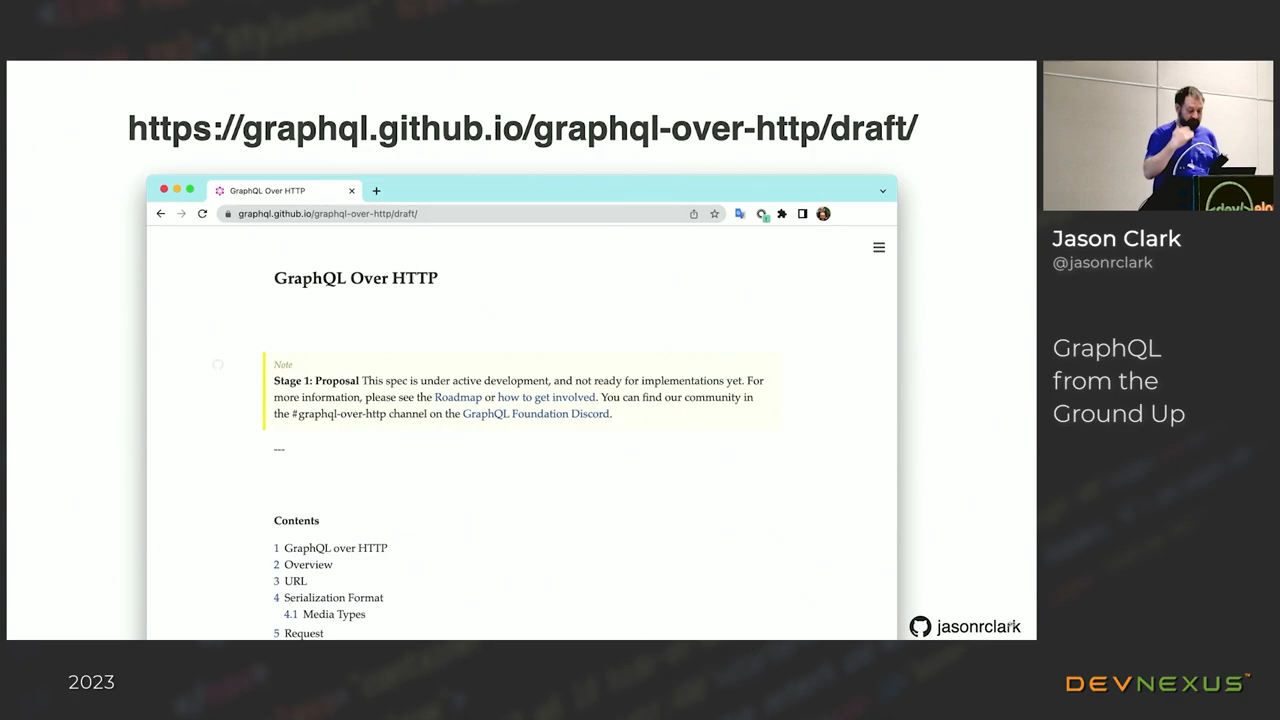 https://graphql.github.io/graphql-over-http/draft/
GraphQL Over HTTP
graphql.github.io/graphql-over-http/draft/
GraphQL Over HTTP
Note
Stage 1: Proposal This spec is under active development, and not ready for implementations yet. For
more information, please see the Roadmap or how to get involved. You can find our community in
the #graphql-over-http channel on the GraphQL Foundation Discord.
---
Contents
1 GraphQL over HTTP
2 Overview
3 URL
4 Serialization Format
4.1 Media Types
5 Request
jasonrclark
Jason Clark
@jasonrclark
GraphQL
from the
Ground Up
2023
DEVNEXUS™